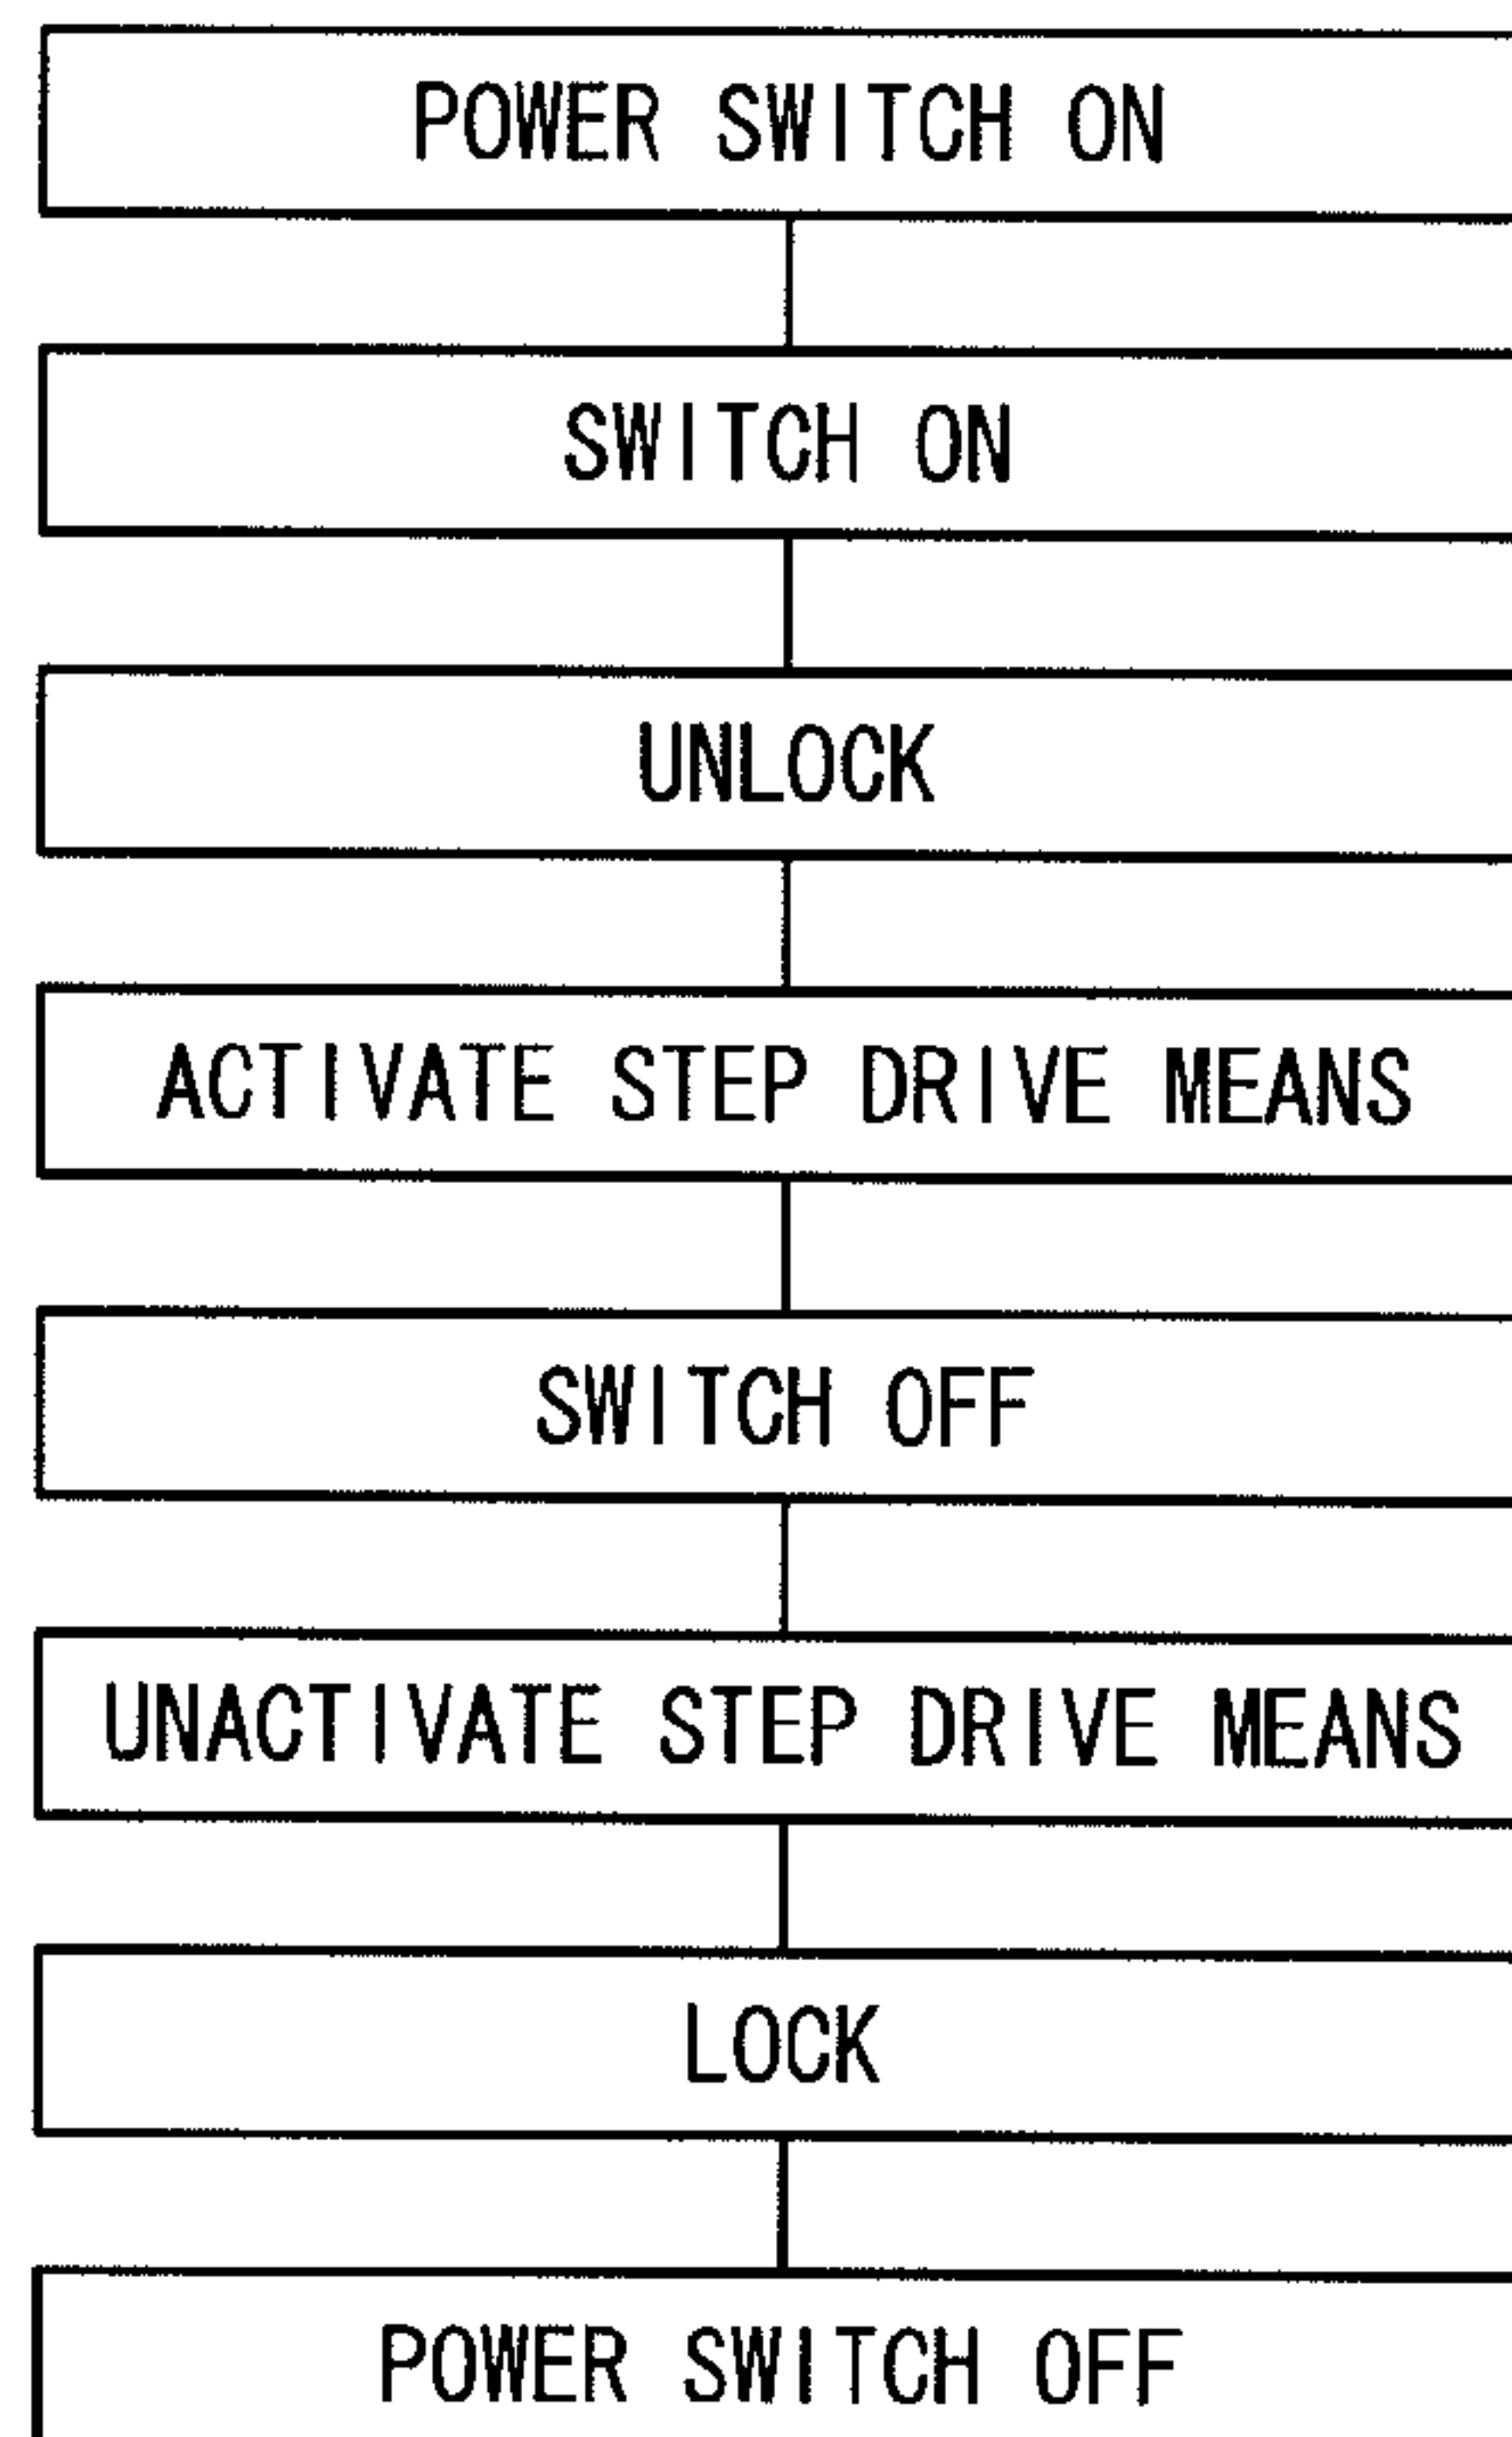 POWER SWITCH ON
SWITCH ON
UNLOCK
ACTIVATE STEP DRIVE MEANS
SWITCH OFF
UNACTIVATE STEP DRIVE MEANS
LOCK
POWER SWITCH OFF